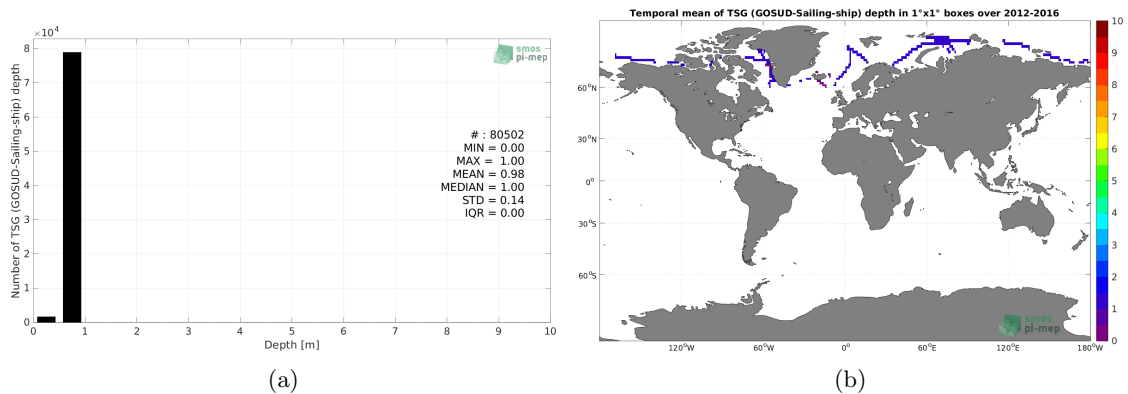 ×10⁴
8
7
6
5
4
3
2
1
0
Number of TSG (GOSUD-Sailing-ship) depth
smos
pi-mep
# : 80502
MIN = 0.00
MAX = 1.00
MEAN = 0.98
MEDIAN = 1.00
STD = 0.14
IQR = 0.00
0 1 2 3 4 5 6 7 8 9 10
Depth [m]
(a)
Temporal mean of TSG (GOSUD-Sailing-ship) depth in 1°x1° boxes over 2012-2016
60°N
30°N
0°
30°S
60°S
120°W 60°W 0° 60°E 120°E 180°W
smos
pi-mep
10
9
8
7
6
5
4
3
2
1
0
(b)